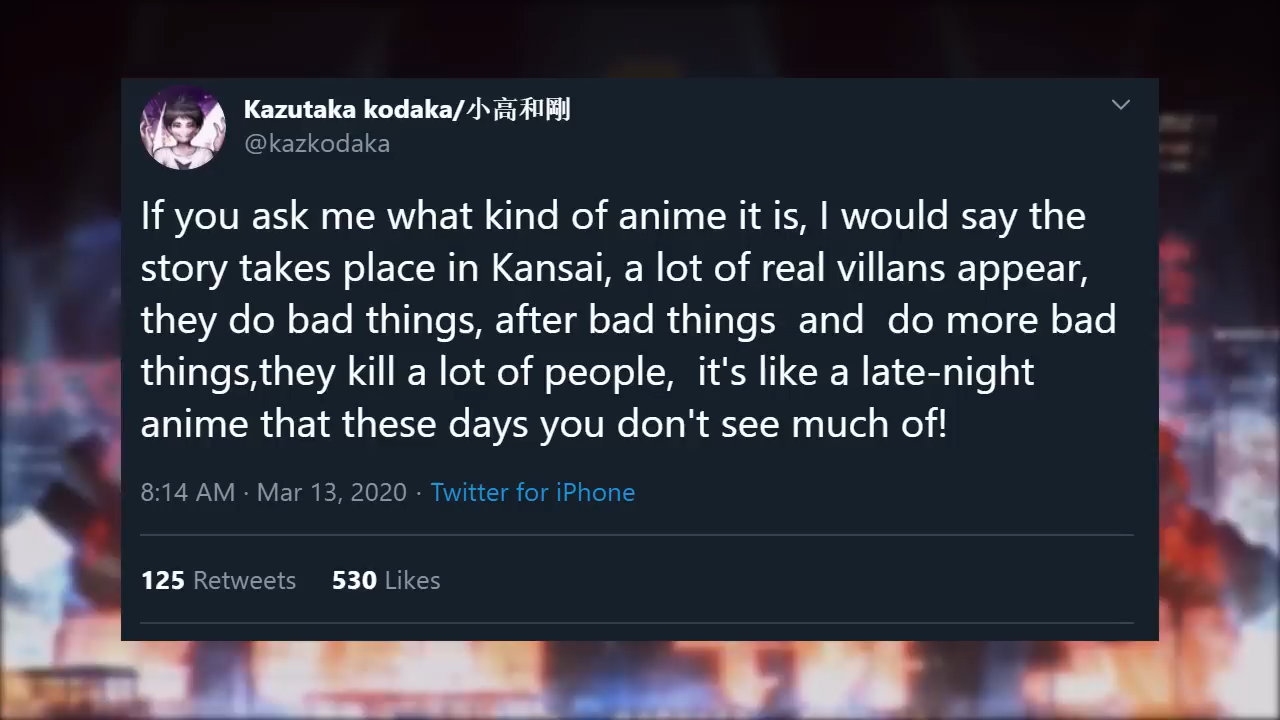 Kazutaka kodaka/小高和剛
@kazkodaka
If you ask me what kind of anime it is, I would say the
story takes place in Kansai, a lot of real villans appear,
they do bad things, after bad things  and  do more bad
things,they kill a lot of people,  it's like a late-night
anime that these days you don't see much of!
8:14 AM · Mar 13, 2020 · Twitter for iPhone
125 Retweets 530 Likes